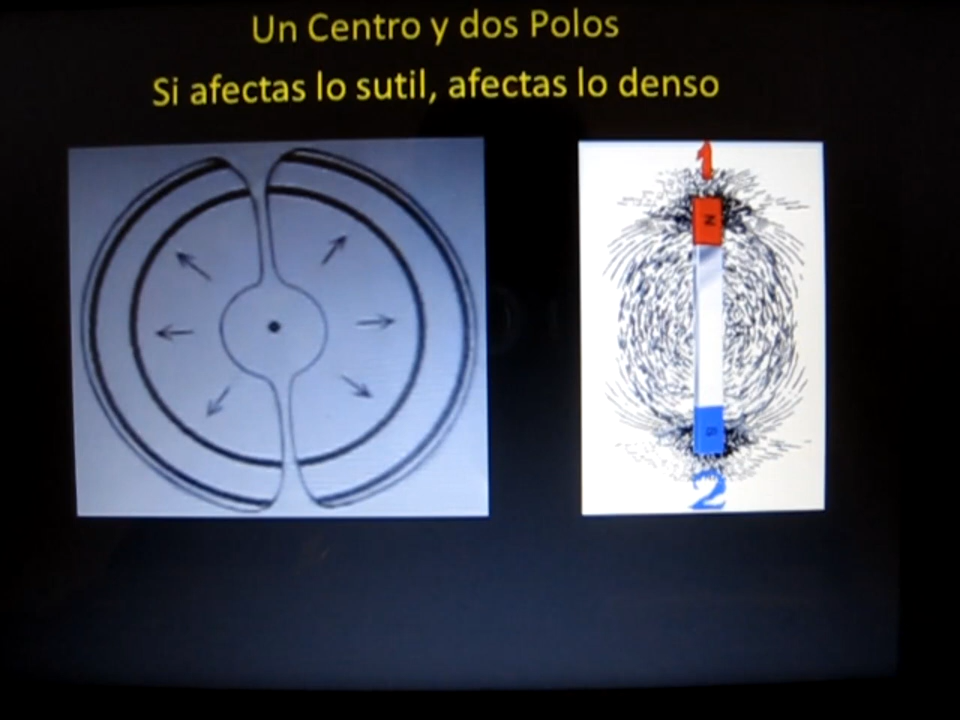 Un Centro y dos Polos
Si afectas lo sutil, afectas lo denso
1
N
S
2